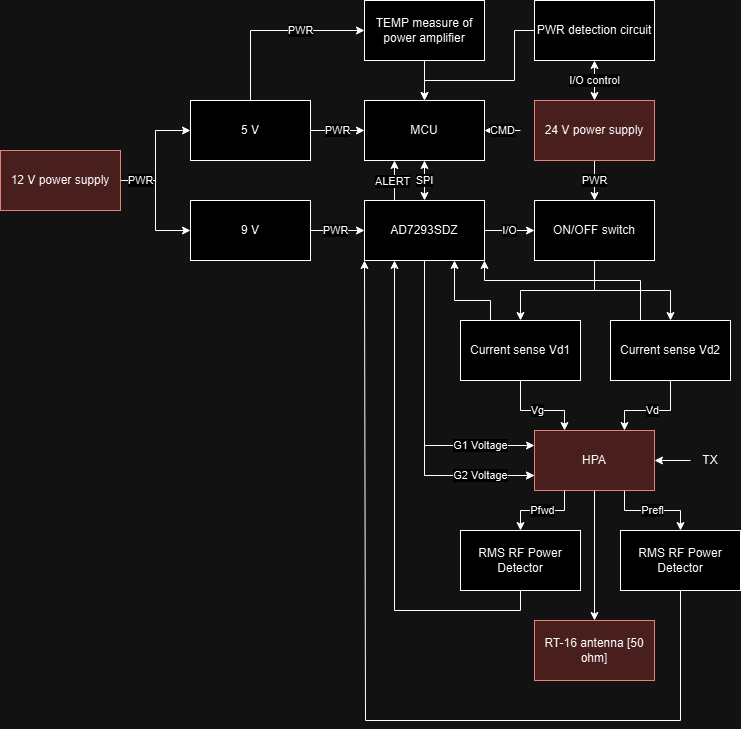 TEMP measure of
power amplifier
PWR detection circuit
PWR
I/O control
5 V
PWR
MCU
CMD
24 V power supply
12 V power supply
PWR
ALERT
SPI
PWR
9 V
PWR
AD7293SDZ
I/O
ON/OFF switch
Current sense Vd1
Current sense Vd2
Vg
Vd
G1 Voltage
HPA
TX
G2 Voltage
Pfwd
Prefl
RMS RF Power
Detector
RMS RF Power
Detector
RT-16 antenna [50
ohm]